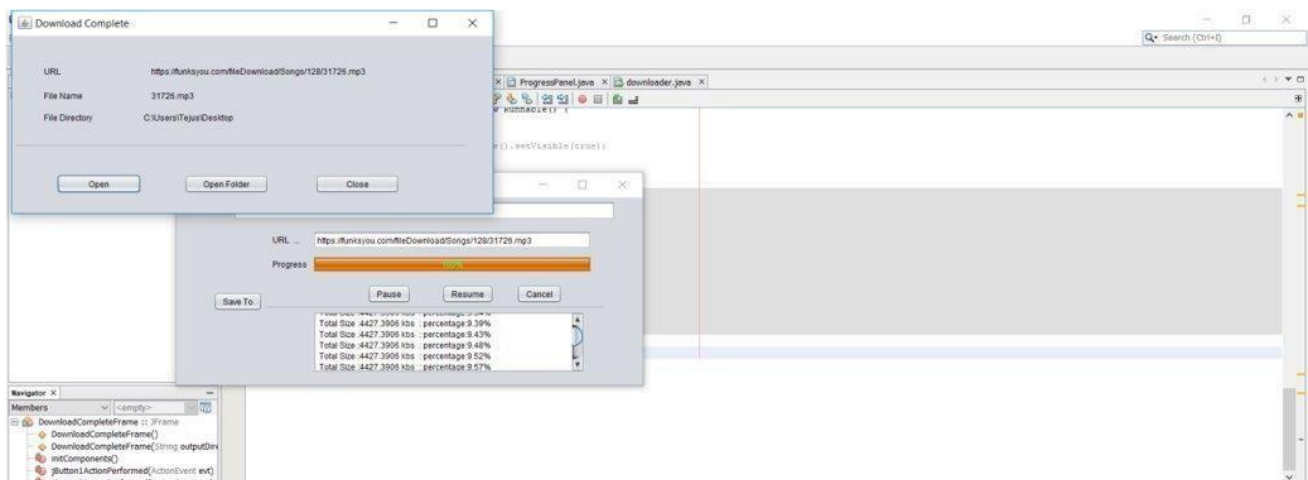 Download Complete
Search (Ctrl+I)
URL https://funksyou.com/fileDownload/Songs/128/31726.mp3
File Name 31726.mp3
File Directory C:\Users\Tejus\Desktop
Open Open Folder Close
ProgressPanel.java downloader.java
Runnable() {
.setVisible(true);
URL ... https://funksyou.com/fileDownload/Songs/128/31726.mp3
Progress 100%
Pause Resume Cancel
Save To
Total Size :4427.3906 kbs : percentage:9.39%
Total Size :4427.3906 kbs : percentage:9.43%
Total Size :4427.3906 kbs : percentage:9.48%
Total Size :4427.3906 kbs : percentage:9.52%
Total Size :4427.3906 kbs : percentage:9.57%
Navigator
Members <empty>
DownloadCompleteFrame :: JFrame
DownloadCompleteFrame()
DownloadCompleteFrame(String outputDire
initComponents()
jButton1ActionPerformed(ActionEvent evt)